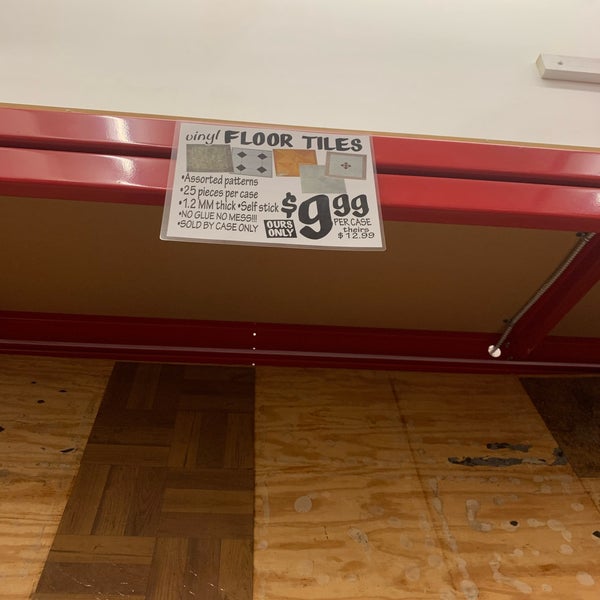 vinyl FLOOR TILES
•Assorted patterns
•25 pieces per case
•1.2 MM thick •Self stick
•NO GLUE NO MESS!!!
•SOLD BY CASE ONLY
OURS
ONLY
$9.99
PER CASE
theirs
$12.99